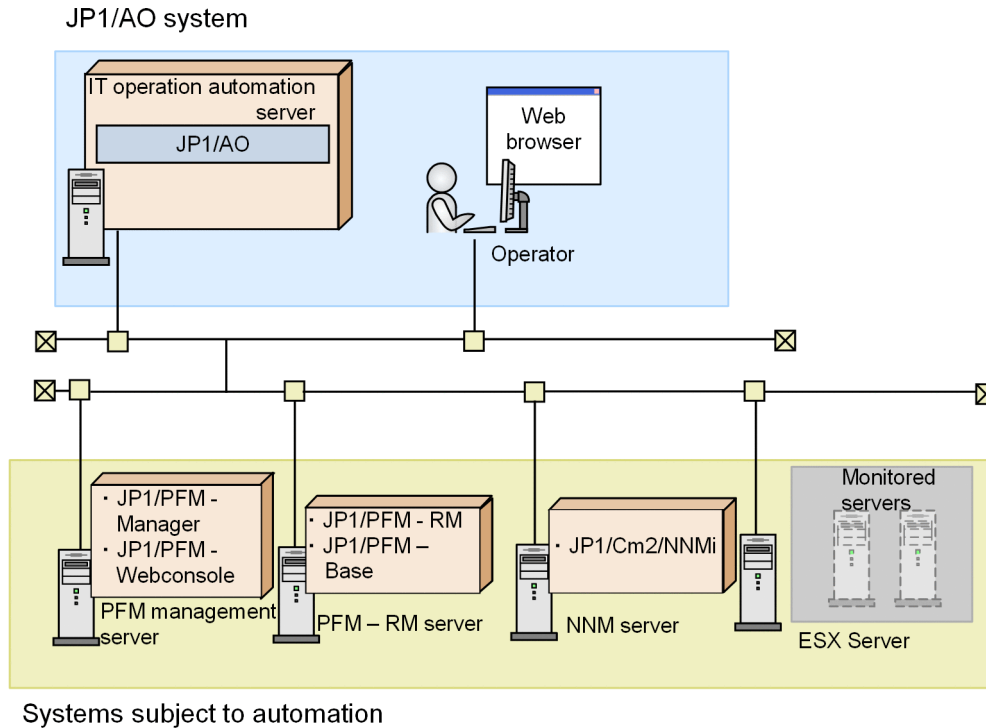 JP1/AO system
IT operation automation
server
JP1/AO
Web
browser
Operator
· JP1/PFM -
Manager
· JP1/PFM -
Webconsole
PFM management
server
· JP1/PFM - RM
· JP1/PFM –
Base
PFM – RM server
· JP1/Cm2/NNMi
NNM server
Monitored
servers
ESX Server
Systems subject to automation